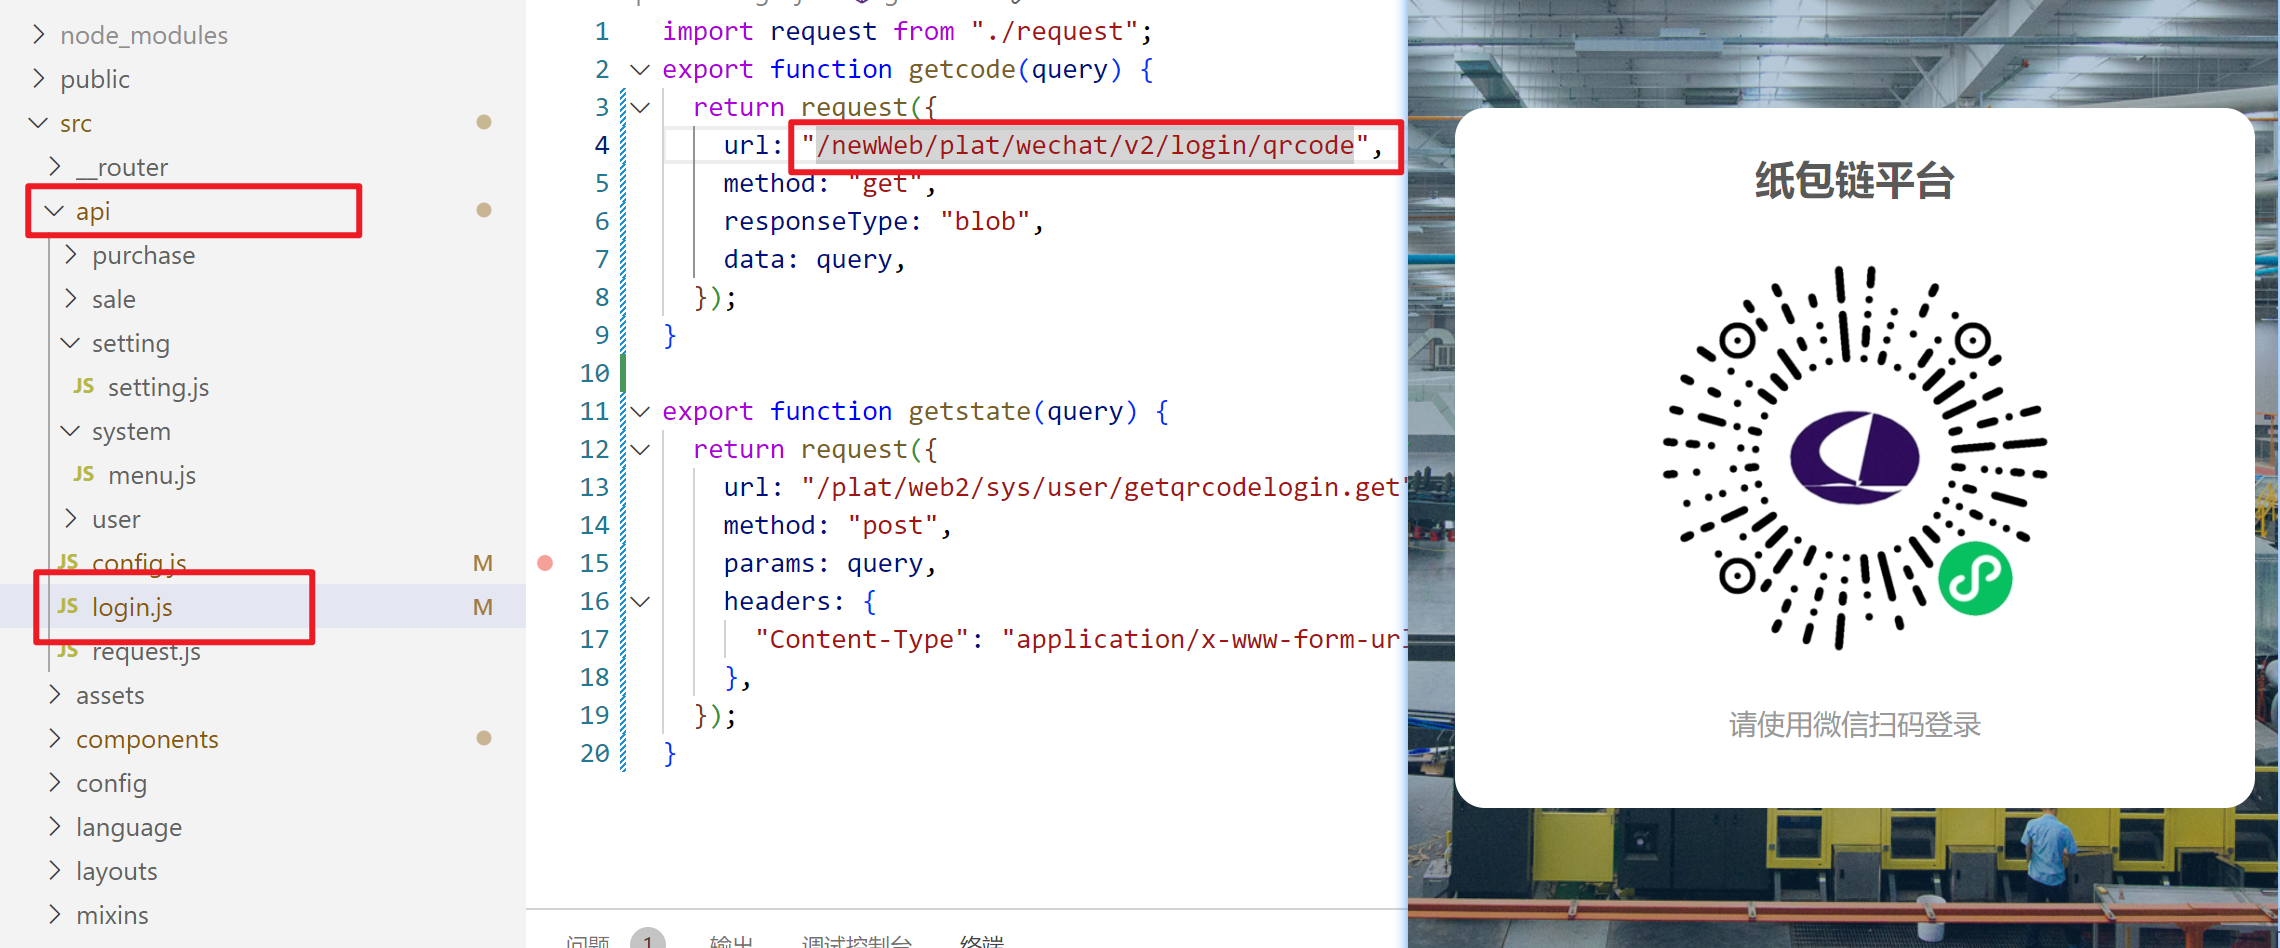 node_modules
public
src
__router
api
purchase
sale
setting
JS setting.js
system
JS menu.js
user
JS config.js M
JS login.js M
JS request.js
assets
components
config
language
layouts
mixins
1 import request from "./request";
2 export function getcode(query) {
3 return request({
4 url: "/newWeb/plat/wechat/v2/login/qrcode",
5 method: "get",
6 responseType: "blob",
7 data: query,
8 });
9 }
10
11 export function getstate(query) {
12 return request({
13 url: "/plat/web2/sys/user/getqrcodelogin.get"
14 method: "post",
15 params: query,
16 headers: {
17 "Content-Type": "application/x-www-form-url
18 },
19 });
20 }
问题 1 输出 调试控制台 终端
纸包链平台
请使用微信扫码登录